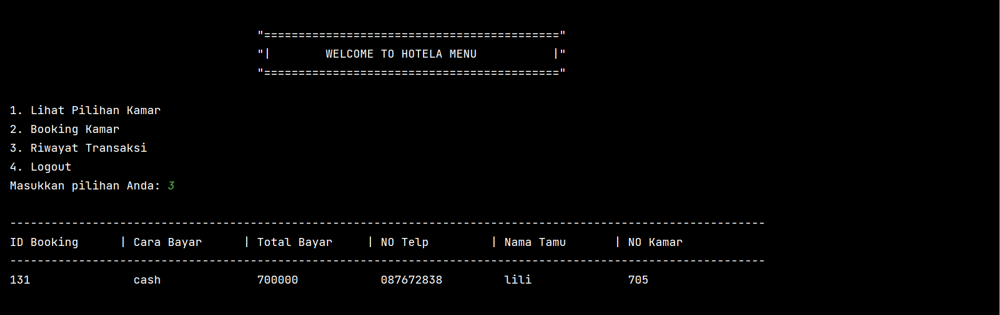 "==========================================="
"|        WELCOME TO HOTELA MENU           |"
"==========================================="
1. Lihat Pilihan Kamar
2. Booking Kamar
3. Riwayat Transaksi
4. Logout
Masukkan pilihan Anda: 3
--------------------------------------------------------------------------------------------------------------
ID Booking      | Cara Bayar      | Total Bayar     | NO Telp         | Nama Tamu       | NO Kamar
--------------------------------------------------------------------------------------------------------------
131               cash              700000            087672838         lili              705